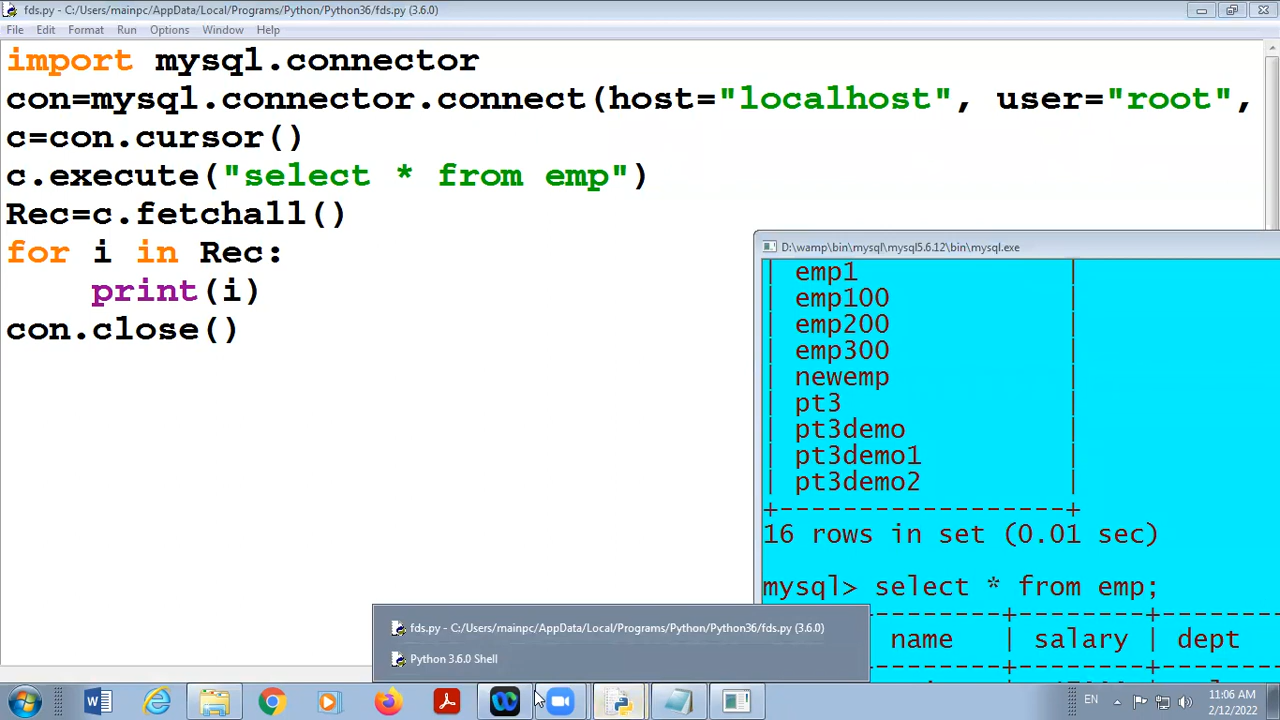 fds.py - C:/Users/mainpc/AppData/Local/Programs/Python/Python36/fds.py (3.6.0)
File Edit Format Run Options Window Help
import mysql.connector
con=mysql.connector.connect(host="localhost", user="root",
c=con.cursor()
c.execute("select * from emp")
Rec=c.fetchall()
for i in Rec:
    print(i)
con.close()
D:\wamp\bin\mysql\mysql5.6.12\bin\mysql.exe
| emp1 |
| emp100 |
| emp200 |
| emp300 |
| newemp |
| pt3 |
| pt3demo |
| pt3demo1 |
| pt3demo2 |
+------------------+
16 rows in set (0.01 sec)
mysql> select * from emp;
--------+--------+------
name | salary | dept
--------+--------+------
fds.py - C:/Users/mainpc/AppData/Local/Programs/Python/Python36/fds.py (3.6.0)
Python 3.6.0 Shell
EN
11:06 AM
2/12/2022